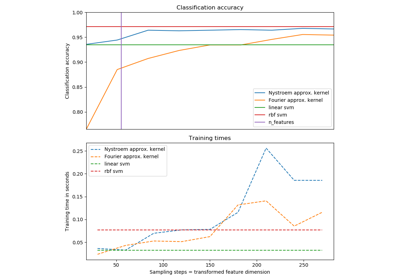 Classification accuracy
1.00
0.95
0.90
0.85
0.80
Classification accuracy
Nystroem approx. kernel
Fourier approx. kernel
linear svm
rbf svm
n_features
Training times
0.25
0.20
0.15
0.10
0.05
Training time in seconds
Nystroem approx. kernel
Fourier approx. kernel
linear svm
rbf svm
50
100
150
200
250
Sampling steps = transformed feature dimension